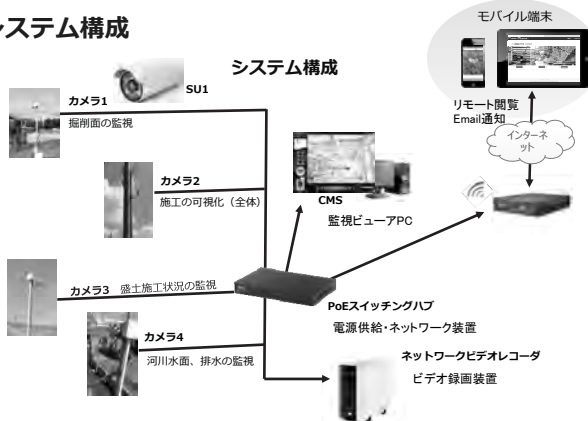 システム構成
システム構成
モバイル端末
SU1
カメラ1
掘削面の監視
リモート閲覧
Email通知
インターネ
ット
カメラ2
施工の可視化（全体）
CMS
監視ビューアPC
カメラ3 盛土施工状況の監視
PoEスイッチングハブ
電源供給・ネットワーク装置
カメラ4
河川水面、排水の監視
ネットワークビデオレコーダ
ビデオ録画装置